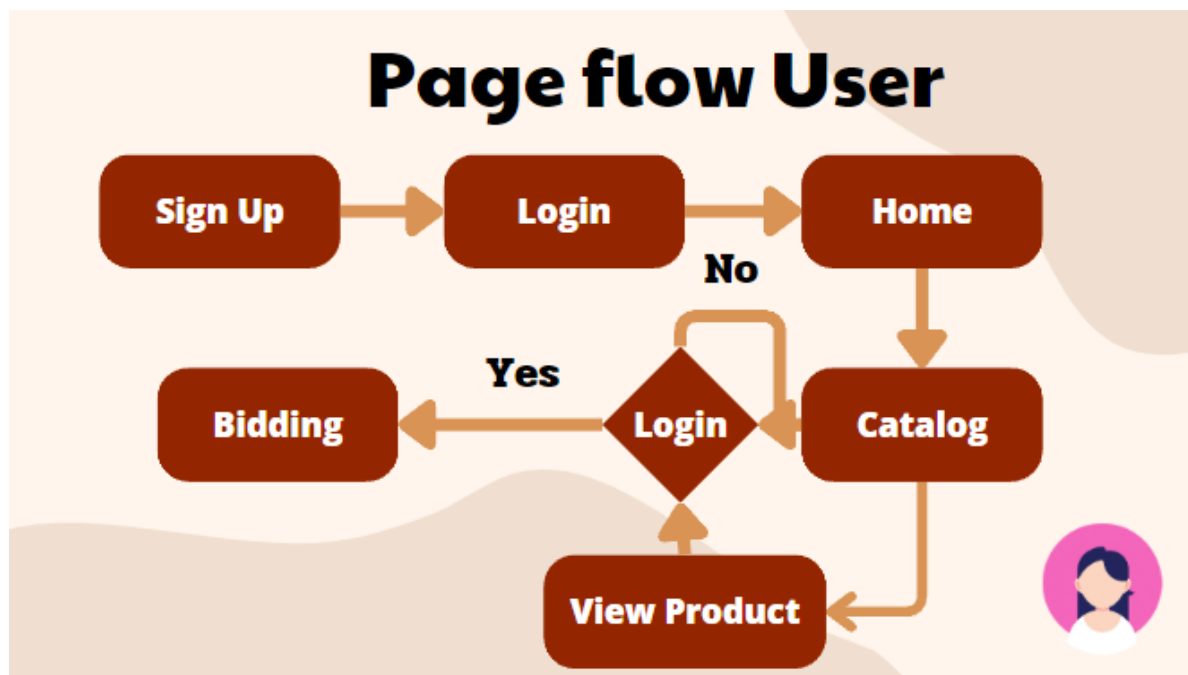 Page flow User
Sign Up
Login
Home
No
Yes
Bidding
Login
Catalog
View Product